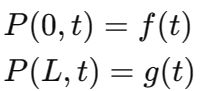 P(0, t) = f(t)
P(L, t) = g(t)